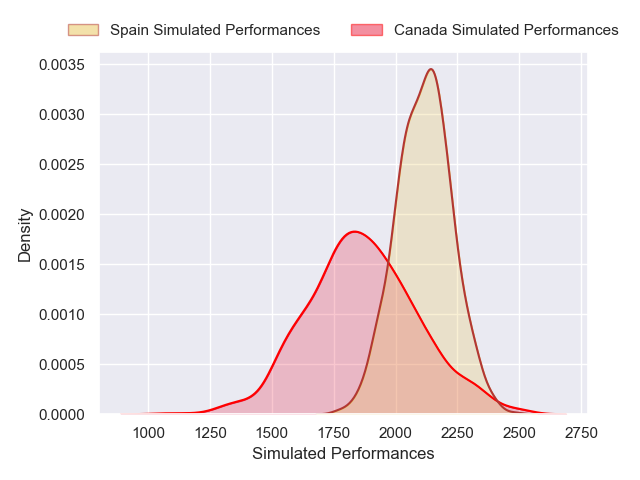 Spain Simulated Performances Canada Simulated Performances
0.0035
0.0030
0.0025
0.0020
0.0015
0.0010
0.0005
0.0000
Density
1000 1250 1500 1750 2000 2250 2500 2750
Simulated Performances